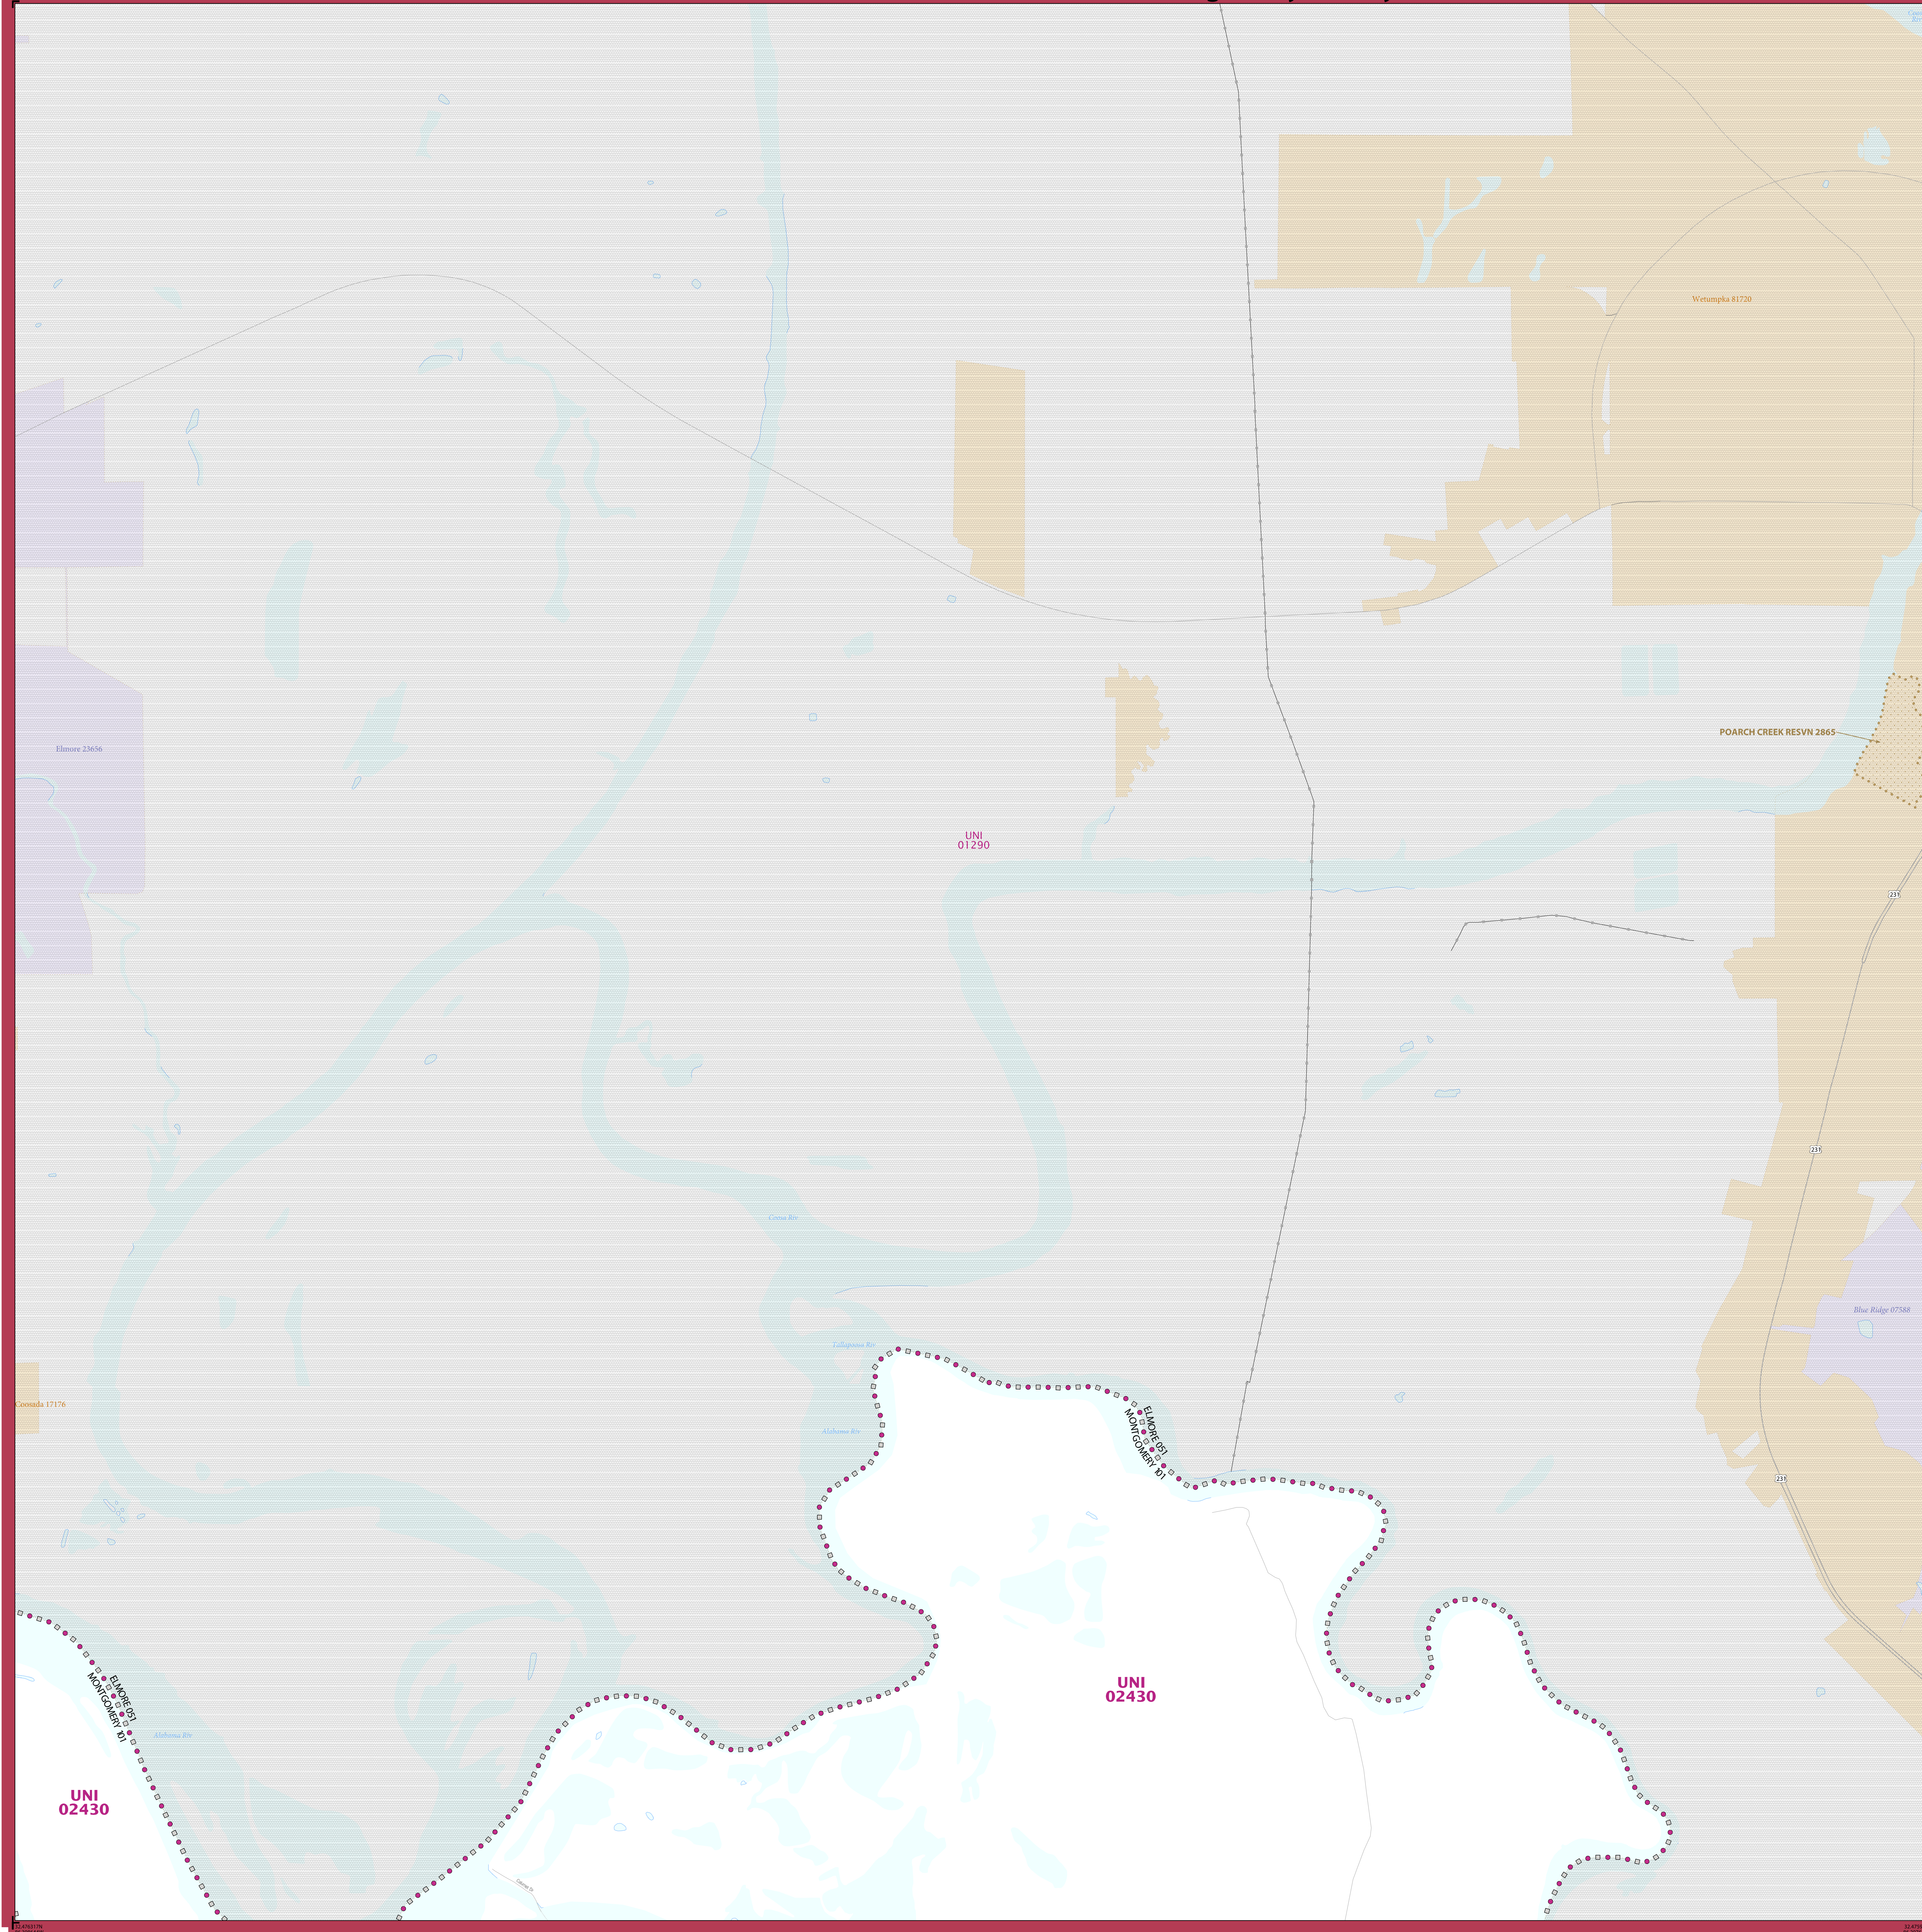 Wetumpka 81720
POARCH CREEK RESVN 2865
Elmore 23656
UNI
01290
231
231
Coosa Riv
Blue Ridge 07588
Tallapoosa Riv
Coosada 17176
Alabama Riv
ELMORE 051
MONTGOMERY 101
231
UNI
02430
ELMORE 051
MONTGOMERY 101
Alabama Riv
UNI
02430
32.476317N